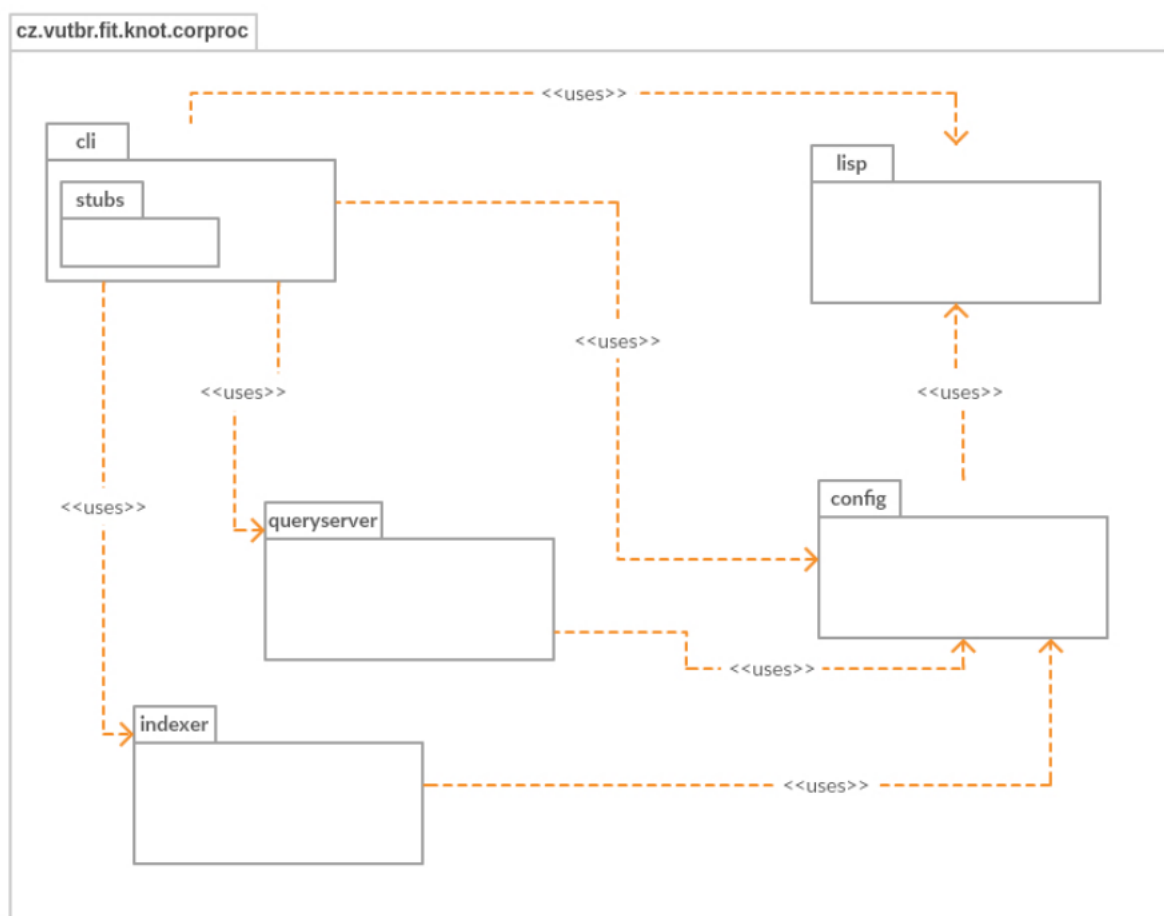 cz.vutbr.fit.knot.corproc
<<uses>>
cli
lisp
stubs
<<uses>>
<<uses>>
<<uses>>
config
<<uses>>
queryserver
<<uses>>
indexer
<<uses>>